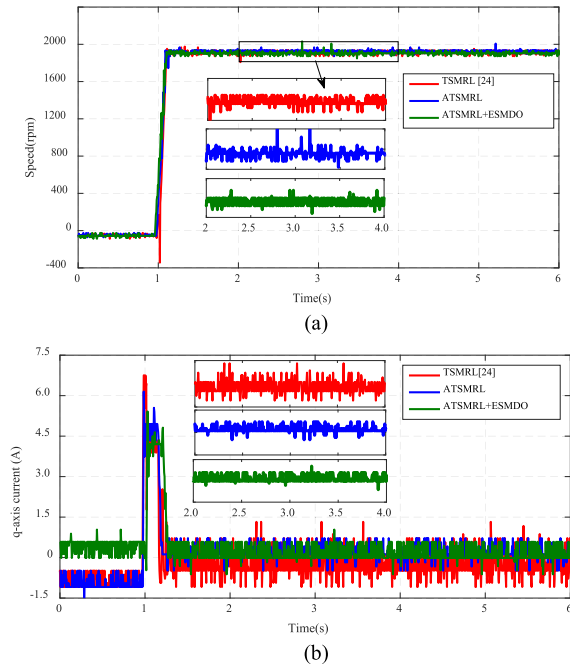 2000
1600
1200
800
400
0
-400
Speed(rpm)
TSMRL [24]
ATSMRL
ATSMRL+ESMDO
2 2.5 3.0 3.5 4.0
0 1 2 3 4 5 6
Time(s)
(a)
7.5
6.0
4.5
3.0
1.5
0
-1.5
q-axis current (A)
TSMRL[24]
ATSMRL
ATSMRL+ESMDO
2.0 2.5 3.0 3.5 4.0
0 1 2 3 4 5 6
Time(s)
(b)